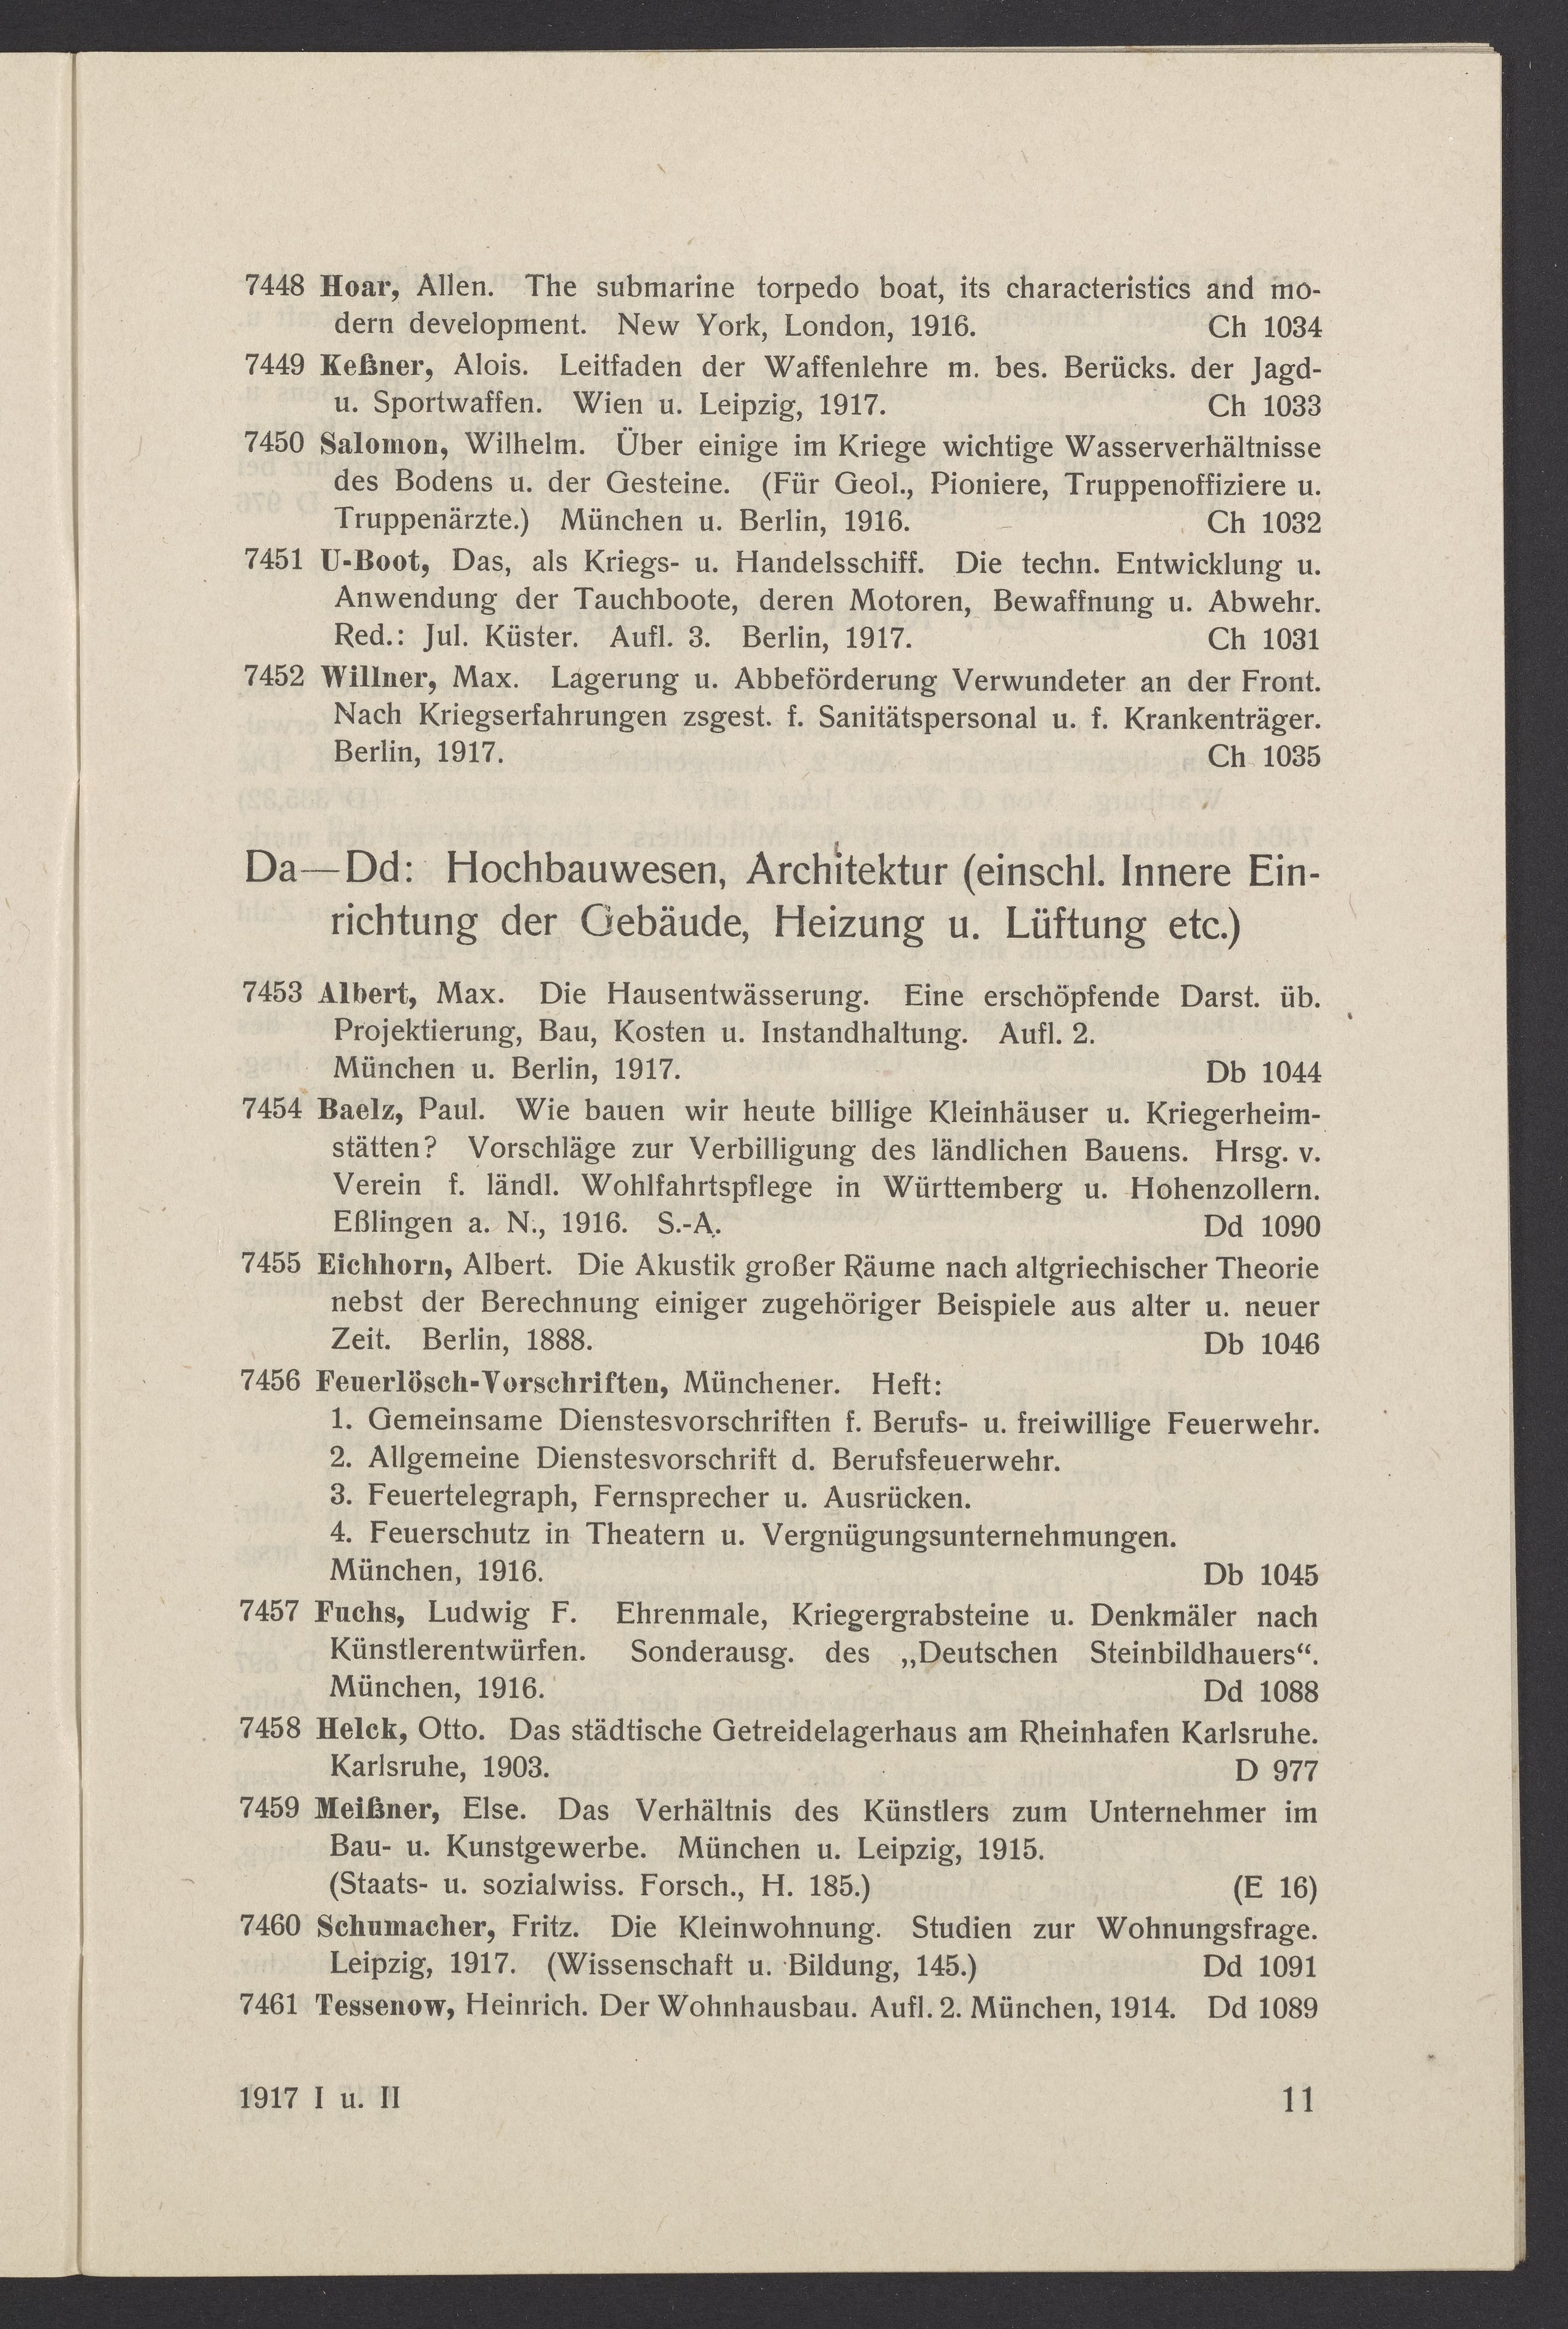 7448 Hoar, Allen. The submarine torpedo boat, its characteristics and mo-
dern development. New York, London, 1916. Ch 1034
7449 Keßner, Alois. Leitfaden der Waffenlehre m. bes. Berücks. der Jagd-
u. Sportwaffen. Wien u. Leipzig, 1917. Ch 1033
7450 Salomon, Wilhelm. Über einige im Kriege wichtige Wasserverhältnisse
des Bodens u. der Gesteine. (Für Geol., Pioniere, Truppenoffiziere u.
Truppenärzte.) München u. Berlin, 1916. Ch 1032
7451 U-Boot, Das, als Kriegs- u. Handelsschiff. Die techn. Entwicklung u.
Anwendung der Tauchboote, deren Motoren, Bewaffnung u. Abwehr.
Red.: Jul. Küster. Aufl. 3. Berlin, 1917. Ch 1031
7452 Willner, Max. Lagerung u. Abbeförderung Verwundeter an der Front.
Nach Kriegserfahrungen zsgest. f. Sanitätspersonal u. f. Krankenträger.
Berlin, 1917. Ch 1035
Da—Dd: Hochbauwesen, Architektur (einschl. Innere Ein-
richtung der Gebäude, Heizung u. Lüftung etc.)
7453 Albert, Max. Die Hausentwässerung. Eine erschöpfende Darst. üb.
Projektierung, Bau, Kosten u. Instandhaltung. Aufl. 2.
München u. Berlin, 1917. Db 1044
7454 Baelz, Paul. Wie bauen wir heute billige Kleinhäuser u. Kriegerheim-
stätten? Vorschläge zur Verbilligung des ländlichen Bauens. Hrsg. v.
Verein f. ländl. Wohlfahrtspflege in Württemberg u. Hohenzollern.
Eßlingen a. N., 1916. S.-A. Dd 1090
7455 Eichhorn, Albert. Die Akustik großer Räume nach altgriechischer Theorie
nebst der Berechnung einiger zugehöriger Beispiele aus alter u. neuer
Zeit. Berlin, 1888. Db 1046
7456 Feuerlösch-Vorschriften, Münchener. Heft:
1. Gemeinsame Dienstesvorschriften f. Berufs- u. freiwillige Feuerwehr.
2. Allgemeine Dienstesvorschrift d. Berufsfeuerwehr.
3. Feuertelegraph, Fernsprecher u. Ausrücken.
4. Feuerschutz in Theatern u. Vergnügungsunternehmungen.
München, 1916. Db 1045
7457 Fuchs, Ludwig F. Ehrenmale, Kriegergrabsteine u. Denkmäler nach
Künstlerentwürfen. Sonderausg. des „Deutschen Steinbildhauers“.
München, 1916. Dd 1088
7458 Helck, Otto. Das städtische Getreidelagerhaus am Rheinhafen Karlsruhe.
Karlsruhe, 1903. D 977
7459 Meißner, Else. Das Verhältnis des Künstlers zum Unternehmer im
Bau- u. Kunstgewerbe. München u. Leipzig, 1915.
(Staats- u. sozialwiss. Forsch., H. 185.) (E 16)
7460 Schumacher, Fritz. Die Kleinwohnung. Studien zur Wohnungsfrage.
Leipzig, 1917. (Wissenschaft u. Bildung, 145.) Dd 1091
7461 Tessenow, Heinrich. Der Wohnhausbau. Aufl. 2. München, 1914. Dd 1089
1917 I u. II 11